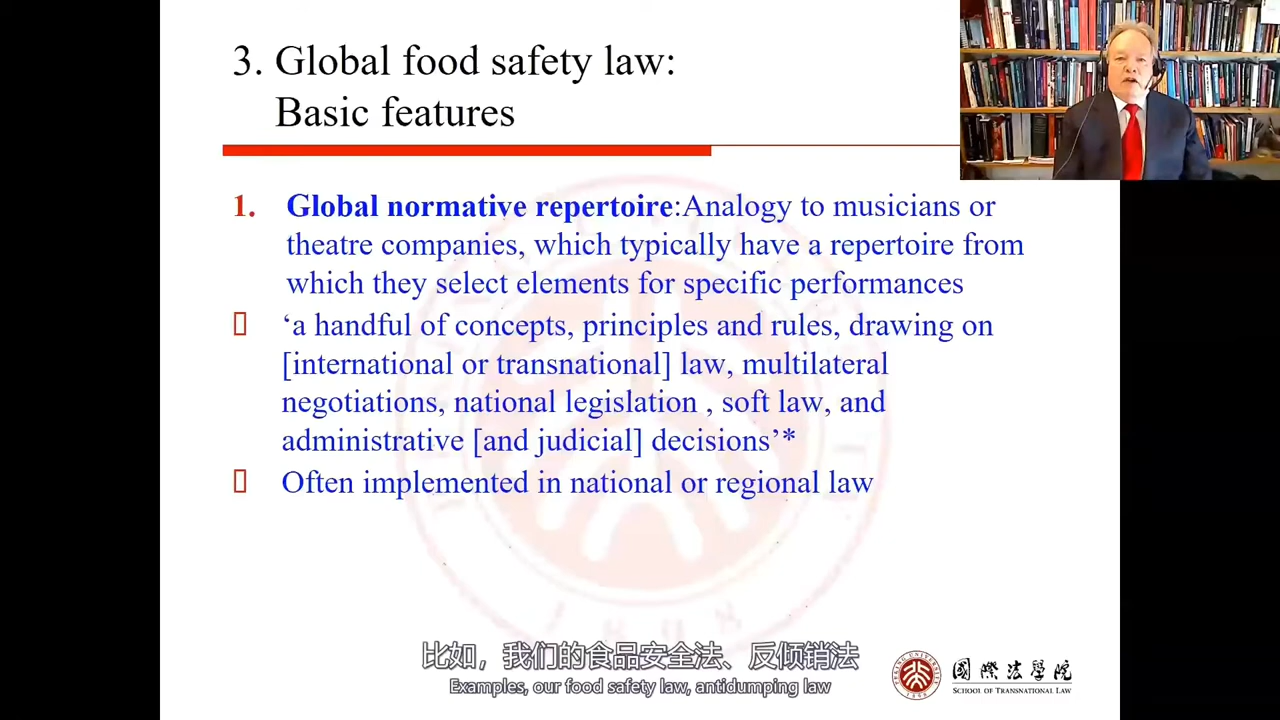 3. Global food safety law:
Basic features
1. Global normative repertoire:Analogy to musicians or
theatre companies, which typically have a repertoire from
which they select elements for specific performances
‘a handful of concepts, principles and rules, drawing on
[international or transnational] law, multilateral
negotiations, national legislation , soft law, and
administrative [and judicial] decisions’*
Often implemented in national or regional law
比如，我们的食品安全法、反倾销法
Examples, our food safety law, antidumping law
國際法學院
SCHOOL OF TRANSNATIONAL LAW